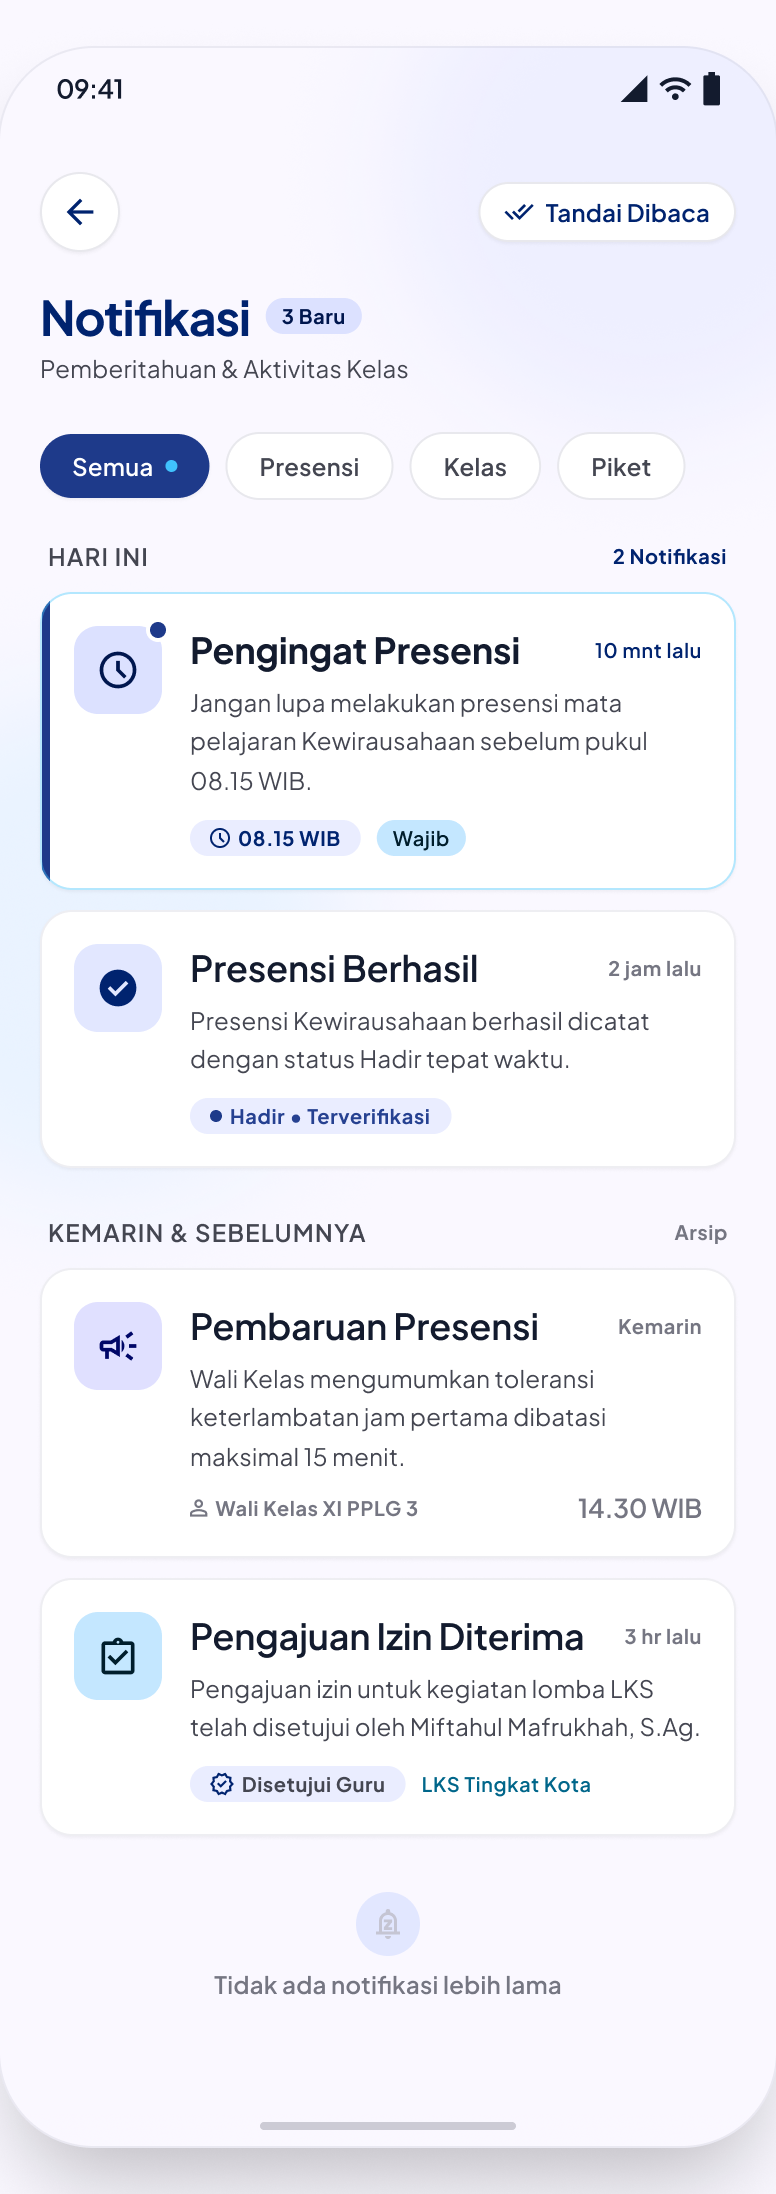 09:41
Tandai Dibaca
Notifikasi
3 Baru
Pemberitahuan & Aktivitas Kelas
Semua
Presensi
Kelas
Piket
HARI INI
2 Notifikasi
Pengingat Presensi
10 mnt lalu
Jangan lupa melakukan presensi mata
pelajaran Kewirausahaan sebelum pukul
08.15 WIB.
08.15 WIB
Wajib
Presensi Berhasil
2 jam lalu
Presensi Kewirausahaan berhasil dicatat
dengan status Hadir tepat waktu.
Hadir • Terverifikasi
KEMARIN & SEBELUMNYA
Arsip
Pembaruan Presensi
Kemarin
Wali Kelas mengumumkan toleransi
keterlambatan jam pertama dibatasi
maksimal 15 menit.
Wali Kelas XI PPLG 3
14.30 WIB
Pengajuan Izin Diterima
3 hr lalu
Pengajuan izin untuk kegiatan lomba LKS
telah disetujui oleh Miftahul Mafrukhah, S.Ag.
Disetujui Guru
LKS Tingkat Kota
Tidak ada notifikasi lebih lama